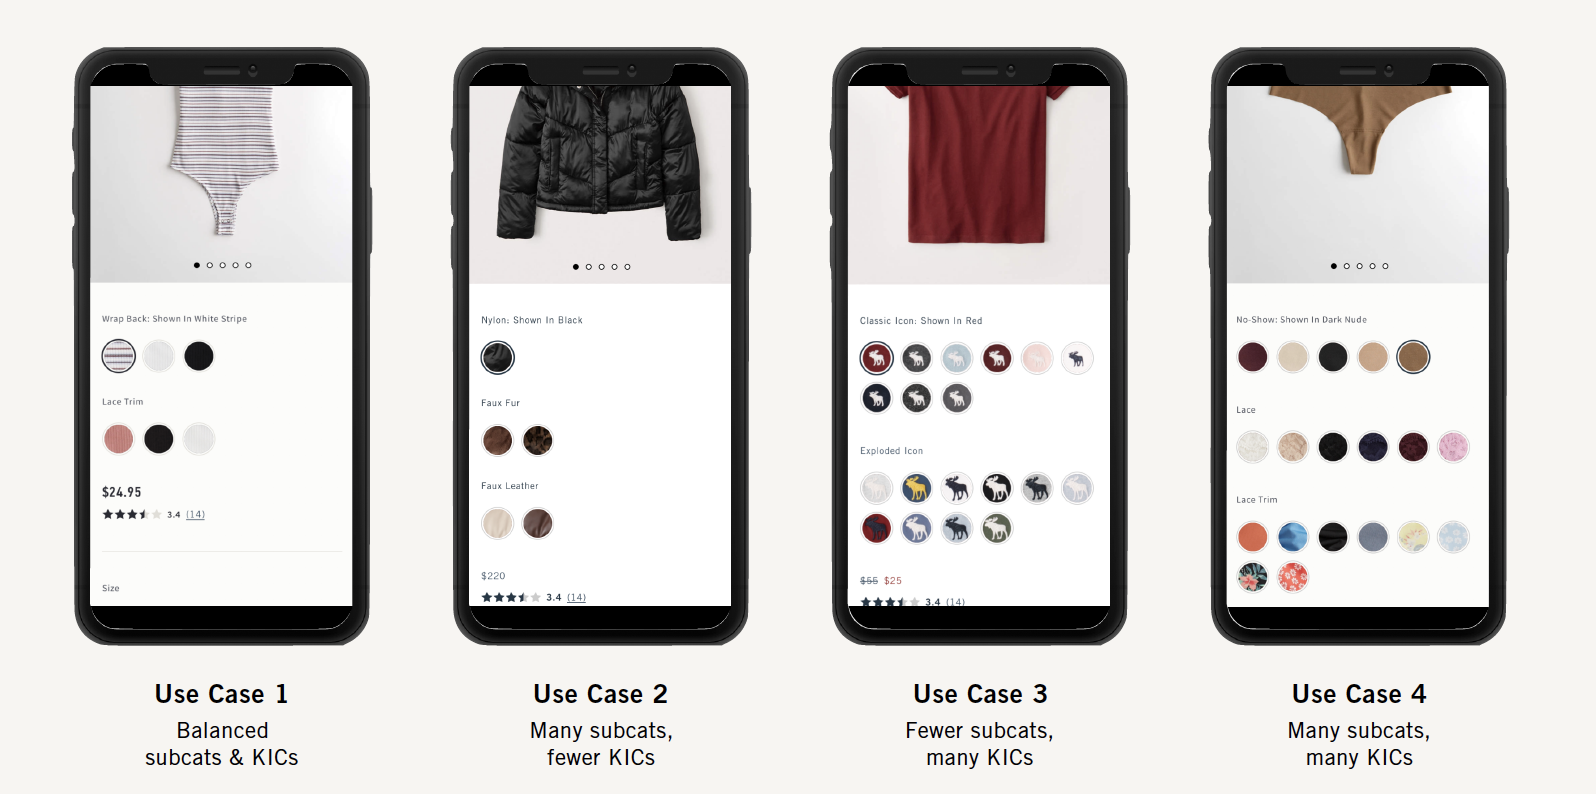 Wrap Back: Shown In White Stripe
Lace Trim
$24.95
3.4 (14)
Size
Use Case 1
Balanced
subcats & KICs
Nylon: Shown In Black
Faux Fur
Faux Leather
$220
3.4 (14)
Use Case 2
Many subcats,
fewer KICs
Classic Icon: Shown In Red
Exploded Icon
$55 $25
3.4 (14)
Use Case 3
Fewer subcats,
many KICs
No-Show: Shown In Dark Nude
Lace
Lace Trim
Use Case 4
Many subcats,
many KICs